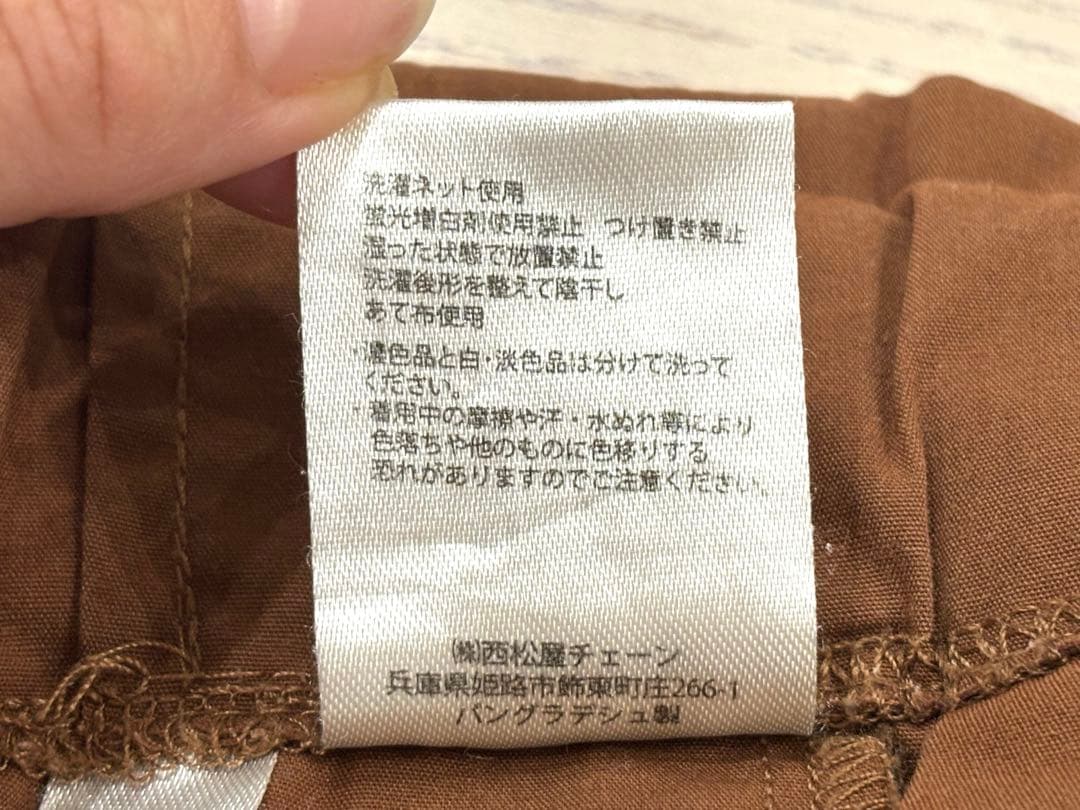 洗濯ネット使用
蛍光増白剤使用禁止 つけ置き禁止
湿った状態で放置禁止
洗濯後形を整えて陰干し
あて布使用
・濃色品と白・淡色品は分けて洗って
ください。
・着用中の摩擦や汗・水ぬれ等により
色落ちや他のものに色移りする
恐れがありますのでご注意ください。
㈱西松屋チェーン
兵庫県姫路市飾東町庄266-1
バングラデシュ製